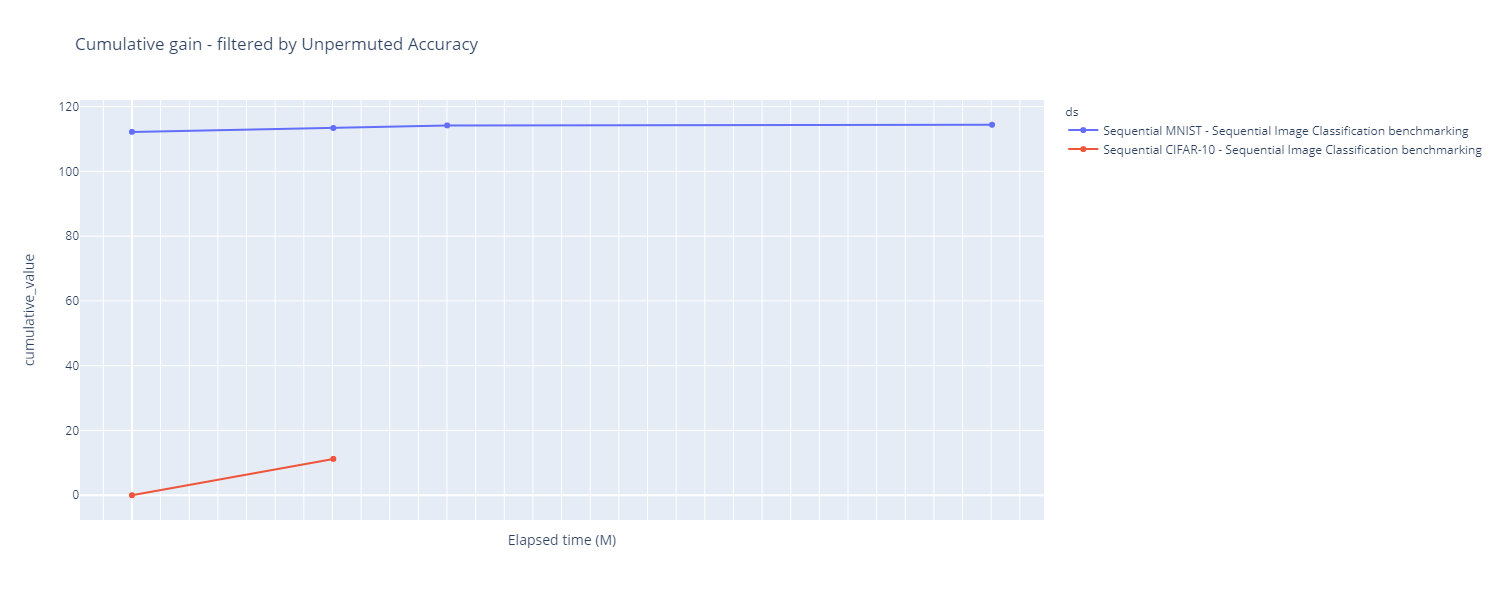 Cumulative gain - filtered by Unpermuted Accuracy
120
100
80
60
40
20
0
cumulative_value
Elapsed time (M)
ds
Sequential MNIST - Sequential Image Classification benchmarking
Sequential CIFAR-10 - Sequential Image Classification benchmarking